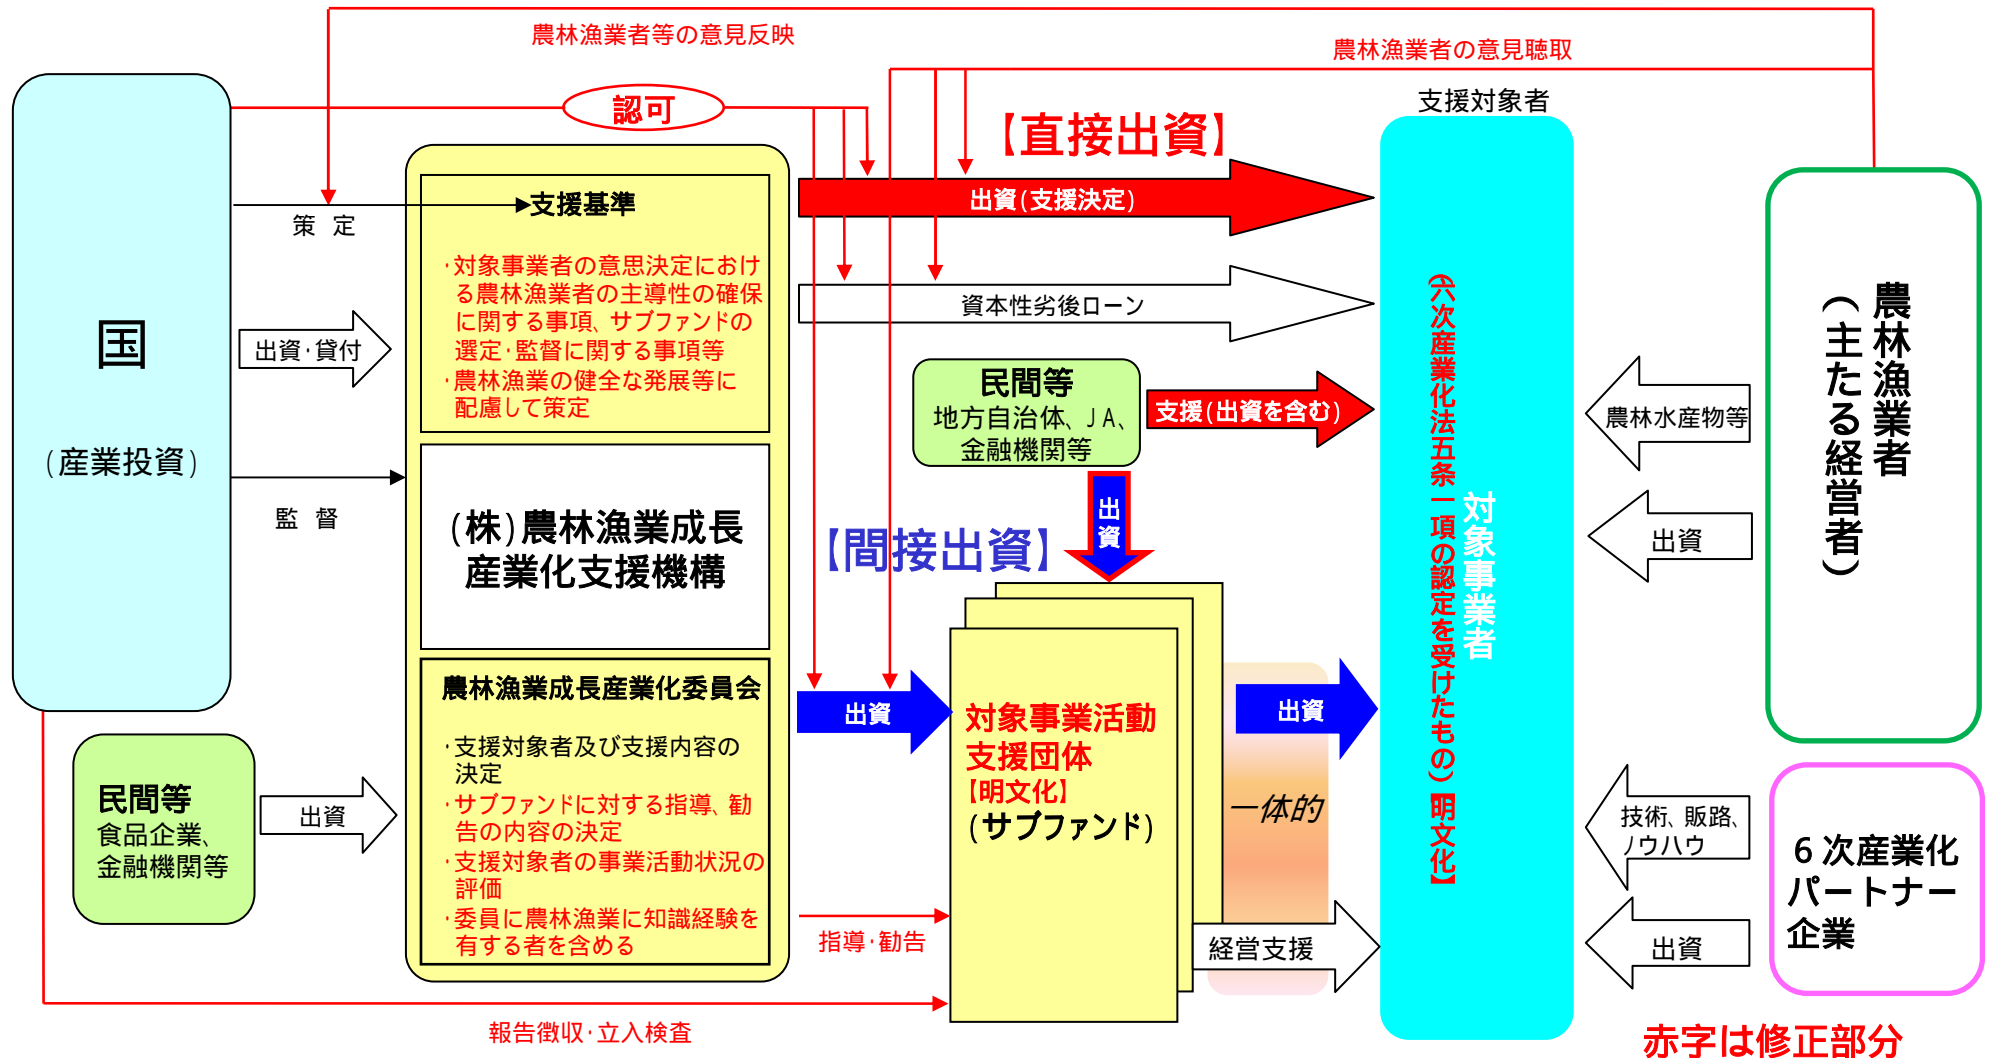 農林漁業者等の意見反映
農林漁業者の意見聴取
認可
支援対象者
【直接出資】
国
(産業投資)
策 定
出資・貸付
監 督
支援基準
・対象事業者の意思決定におけ
る農林漁業者の主導性の確保
に関する事項、サブファンドの
選定・監督に関する事項等
・農林漁業の健全な発展等に
配慮して策定
(株)農林漁業成長
産業化支援機構
農林漁業成長産業化委員会
・支援対象者及び支援内容の
決定
・サブファンドに対する指導、勧
告の内容の決定
・支援対象者の事業活動状況の
評価
・委員に農林漁業に知識経験を
有する者を含める
民間等
食品企業、
金融機関等
出資
出資(支援決定)
資本性劣後ローン
民間等
地方自治体、JA、
金融機関等
支援(出資を含む)
出
資
【間接出資】
出資
対象事業活動
支援団体
【明文化】
(サブファンド)
出資
一体的
経営支援
指導・勧告
報告徴収・立入検査
対象事業者
(六次産業化法五条一項の認定を受けたもの)【明文化】
農林水産物等
出資
農林漁業者
(主たる経営者)
技術、販路、
ノウハウ
出資
6次産業化
パートナー
企業
赤字は修正部分